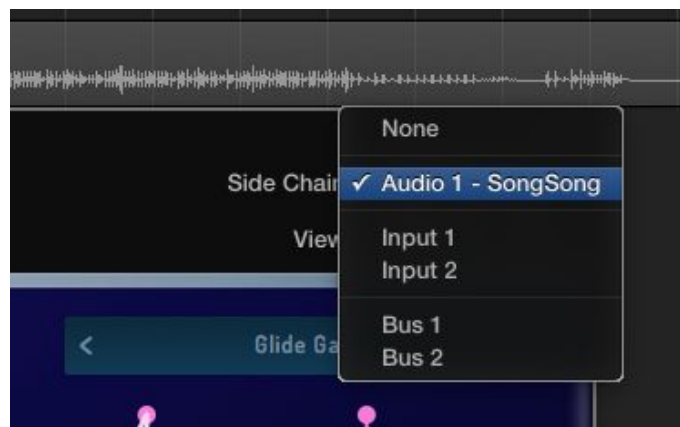 None
Side Chain ✓ Audio 1 - SongSong
View
Input 1
Input 2
Bus 1
< Glide Ga
Bus 2